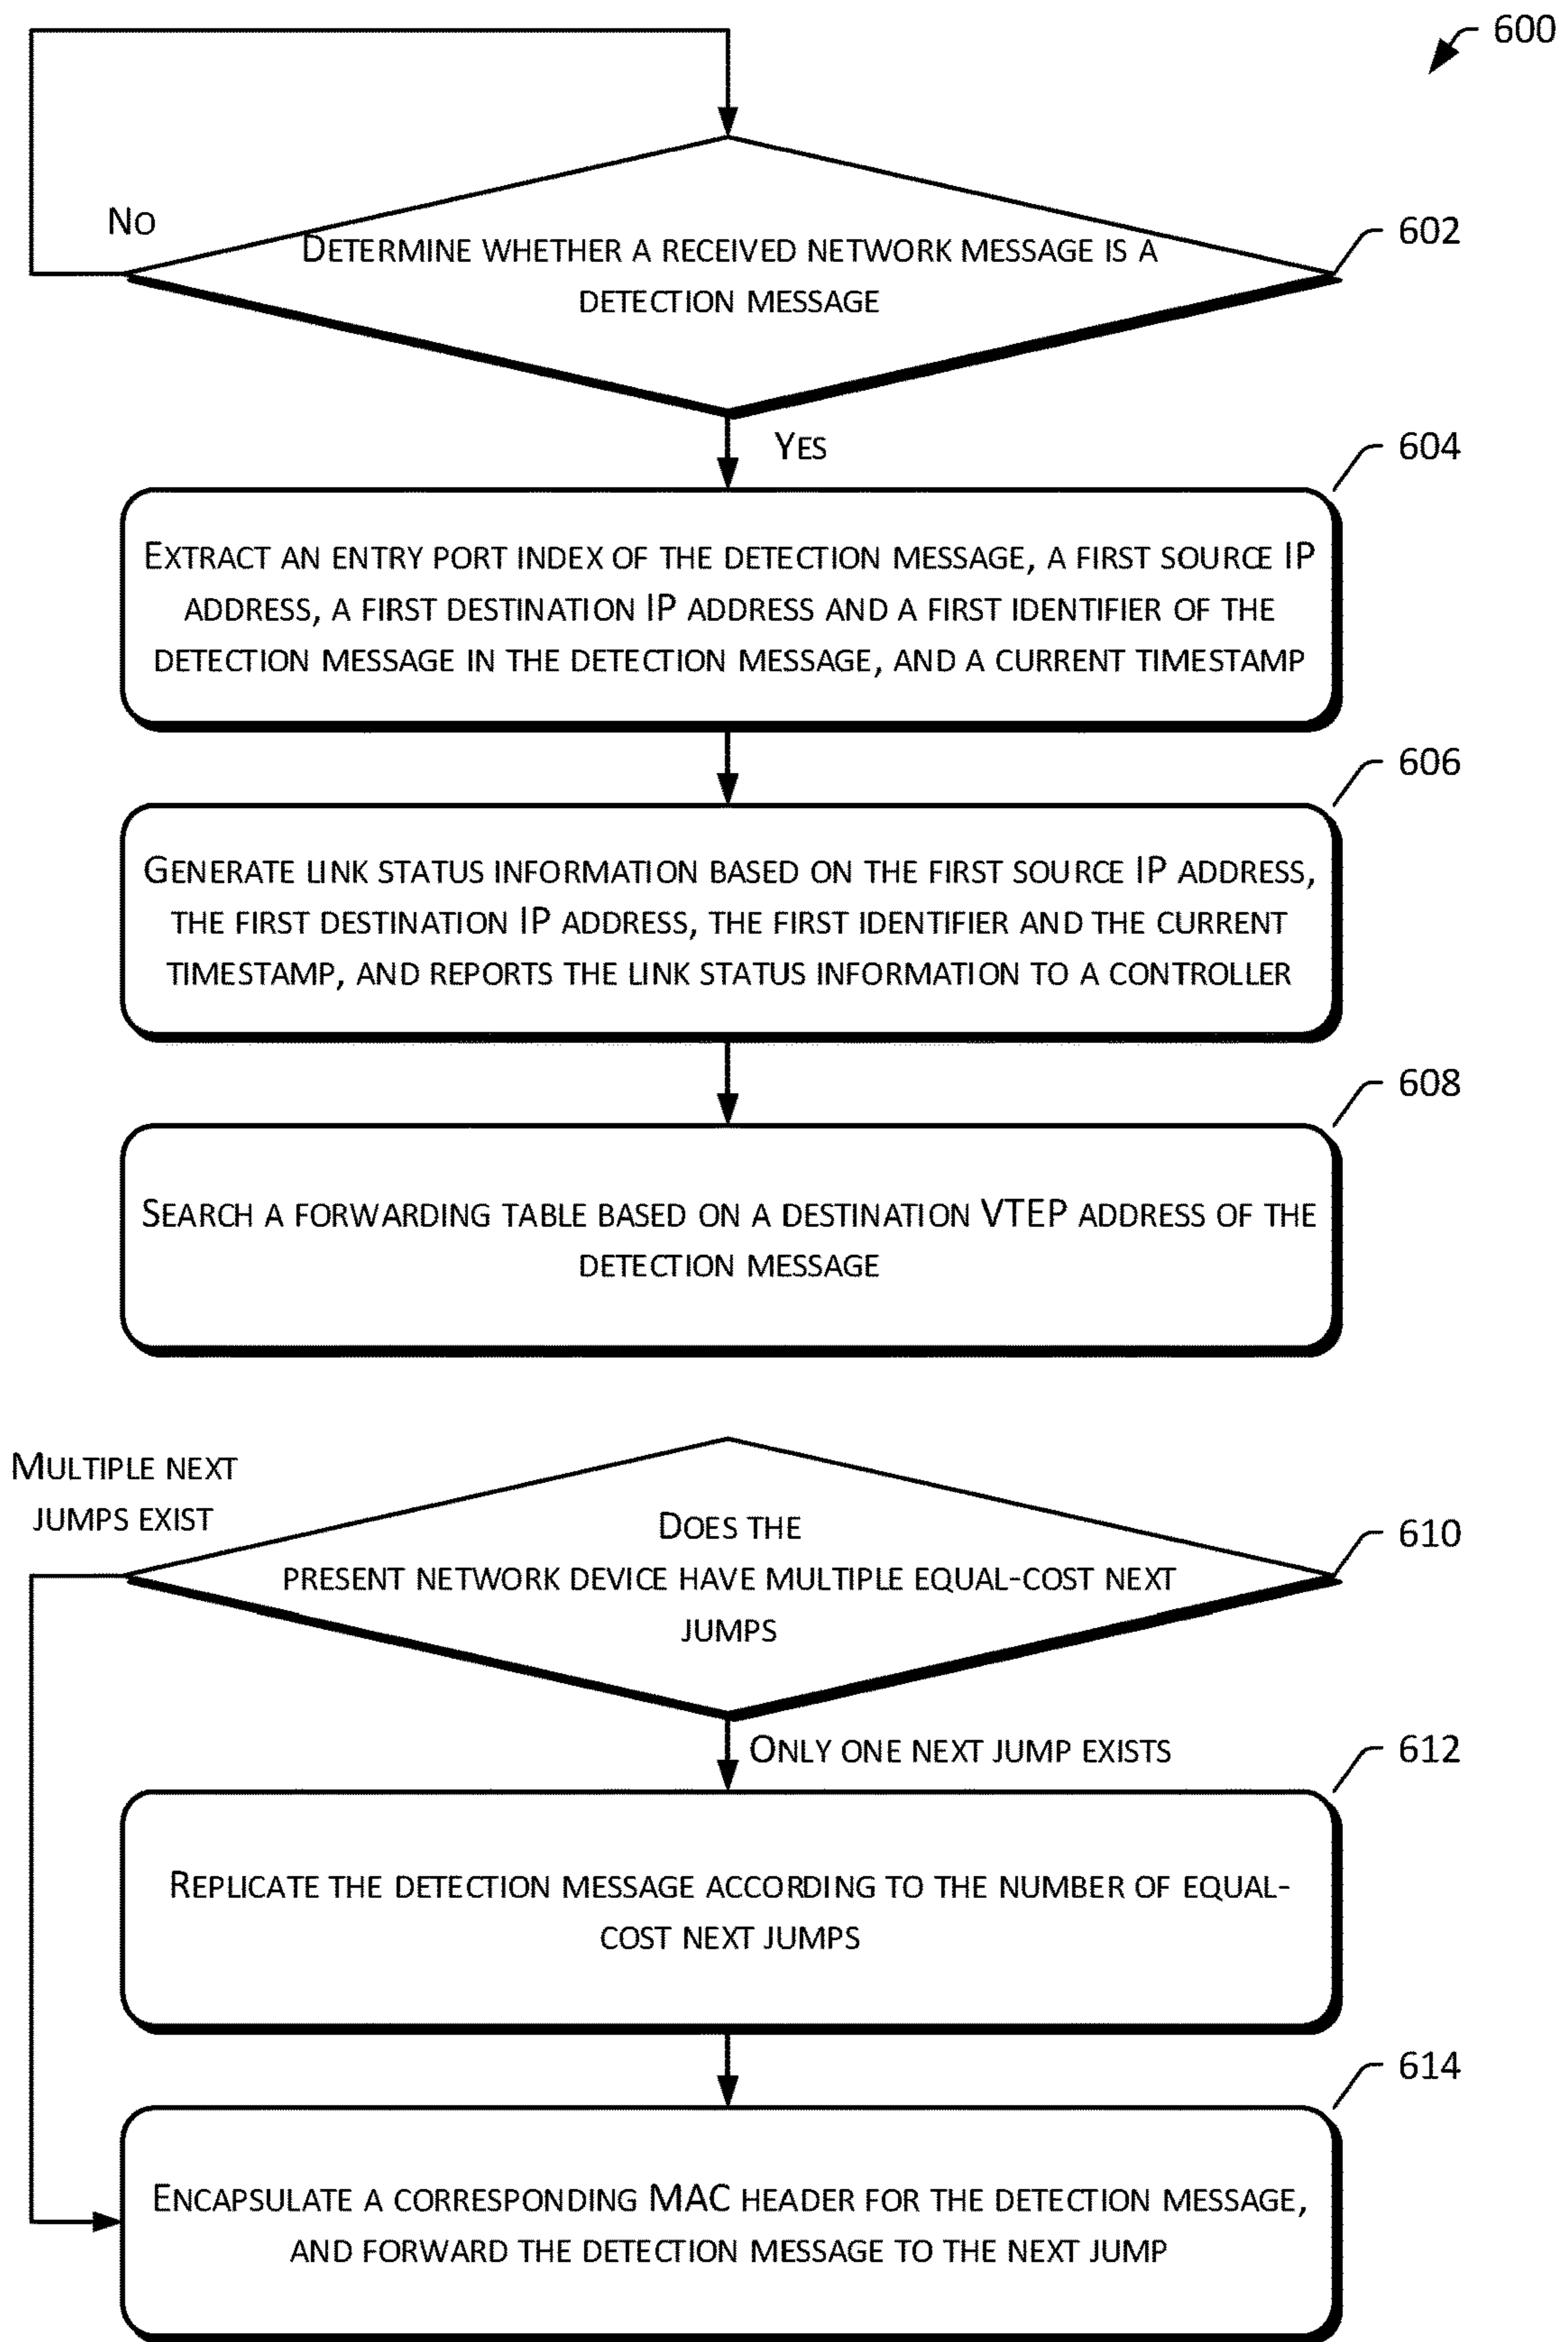 600
NO
DETERMINE WHETHER A RECEIVED NETWORK MESSAGE IS A
DETECTION MESSAGE
602
YES
604
EXTRACT AN ENTRY PORT INDEX OF THE DETECTION MESSAGE, A FIRST SOURCE IP
ADDRESS, A FIRST DESTINATION IP ADDRESS AND A FIRST IDENTIFIER OF THE
DETECTION MESSAGE IN THE DETECTION MESSAGE, AND A CURRENT TIMESTAMP
606
GENERATE LINK STATUS INFORMATION BASED ON THE FIRST SOURCE IP ADDRESS,
THE FIRST DESTINATION IP ADDRESS, THE FIRST IDENTIFIER AND THE CURRENT
TIMESTAMP, AND REPORTS THE LINK STATUS INFORMATION TO A CONTROLLER
608
SEARCH A FORWARDING TABLE BASED ON A DESTINATION VTEP ADDRESS OF THE
DETECTION MESSAGE
MULTIPLE NEXT
JUMPS EXIST
DOES THE
PRESENT NETWORK DEVICE HAVE MULTIPLE EQUAL-COST NEXT
JUMPS
610
ONLY ONE NEXT JUMP EXISTS
612
REPLICATE THE DETECTION MESSAGE ACCORDING TO THE NUMBER OF EQUAL-
COST NEXT JUMPS
614
ENCAPSULATE A CORRESPONDING MAC HEADER FOR THE DETECTION MESSAGE,
AND FORWARD THE DETECTION MESSAGE TO THE NEXT JUMP